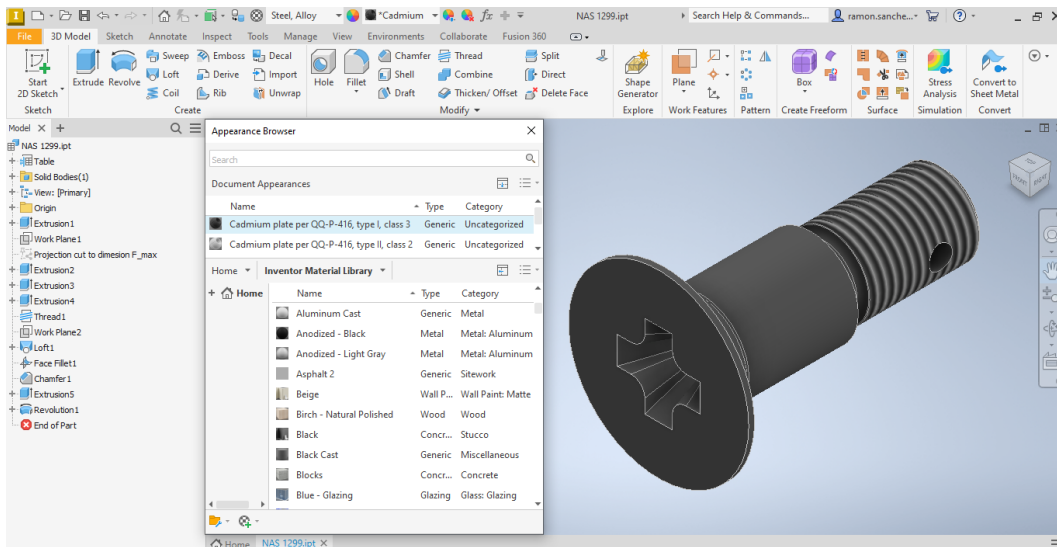 Steel, Alloy
*Cadmium
NAS 1299.ipt
Search Help & Commands...
ramon.sanche...
File 3D Model Sketch Annotate Inspect Tools Manage View Environments Collaborate Fusion 360
Start 2D Sketch
Extrude Revolve
Sweep Emboss Decal
Loft Derive Import
Coil Rib Unwrap
Hole Fillet
Chamfer Thread Split
Shell Combine Direct
Draft Thicken/ Offset Delete Face
Shape Generator
Plane
Box
Stress Analysis
Convert to Sheet Metal
Sketch Create Modify Explore Work Features Pattern Create Freeform Surface Simulation Convert
Model
NAS 1299.ipt
Table
Solid Bodies(1)
View: [Primary]
Origin
Extrusion1
Work Plane1
Projection cut to dimesion F_max
Extrusion2
Extrusion3
Extrusion4
Thread1
Work Plane2
Loft1
Face Fillet1
Chamfer1
Extrusion5
Revolution1
End of Part
Appearance Browser
Search
Document Appearances
Name Type Category
Cadmium plate per QQ-P-416, type I, class 3 Generic Uncategorized
Cadmium plate per QQ-P-416, type II, class 2 Generic Uncategorized
Home Inventor Material Library
Home
Name Type Category
Aluminum Cast Generic Metal
Anodized - Black Metal Metal: Aluminum
Anodized - Light Gray Metal Metal: Aluminum
Asphalt 2 Generic Sitework
Beige Wall P... Wall Paint: Matte
Birch - Natural Polished Wood Wood
Black Concr... Stucco
Black Cast Generic Miscellaneous
Blocks Concr... Concrete
Blue - Glazing Glazing Glass: Glazing
Home NAS 1299.ipt